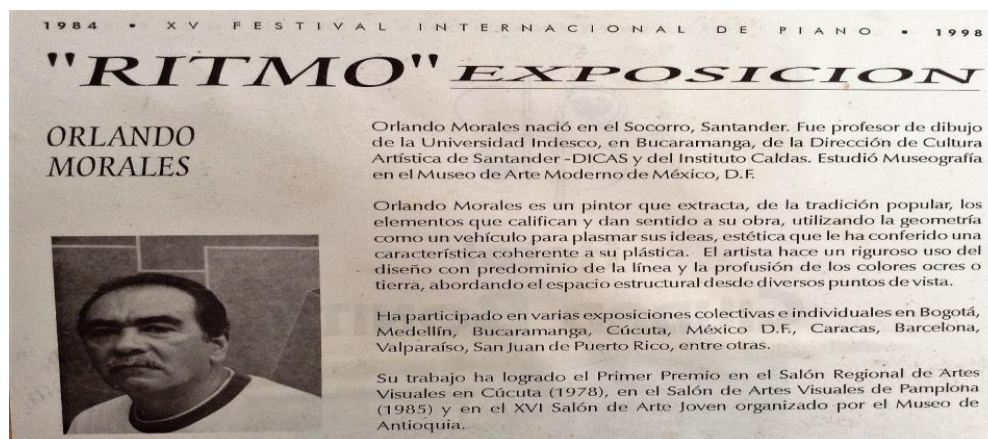 1984 • XV FESTIVAL INTERNACIONAL DE PIANO • 1998
"RITMO" EXPOSICION
ORLANDO
MORALES
Orlando Morales nació en el Socorro, Santander. Fue profesor de dibujo
de la Universidad Indesco, en Bucaramanga, de la Dirección de Cultura
Artística de Santander -DICAS y del Instituto Caldas. Estudió Museografía
en el Museo de Arte Moderno de México, D.F.
Orlando Morales es un pintor que extracta, de la tradición popular, los
elementos que califican y dan sentido a su obra, utilizando la geometría
como un vehículo para plasmar sus ideas, estética que le ha conferido una
característica coherente a su plástica. El artista hace un riguroso uso del
diseño con predominio de la línea y la profusión de los colores ocres o
tierra, abordando el espacio estructural desde diversos puntos de vista.
Ha participado en varias exposiciones colectivas e individuales en Bogotá,
Medellín, Bucaramanga, Cúcuta, México D.F., Caracas, Barcelona,
Valparaíso, San Juan de Puerto Rico, entre otras.
Su trabajo ha logrado el Primer Premio en el Salón Regional de Artes
Visuales en Cúcuta (1978), en el Salón de Artes Visuales de Pamplona
(1985) y en el XVI Salón de Arte Joven organizado por el Museo de
Antioquia.